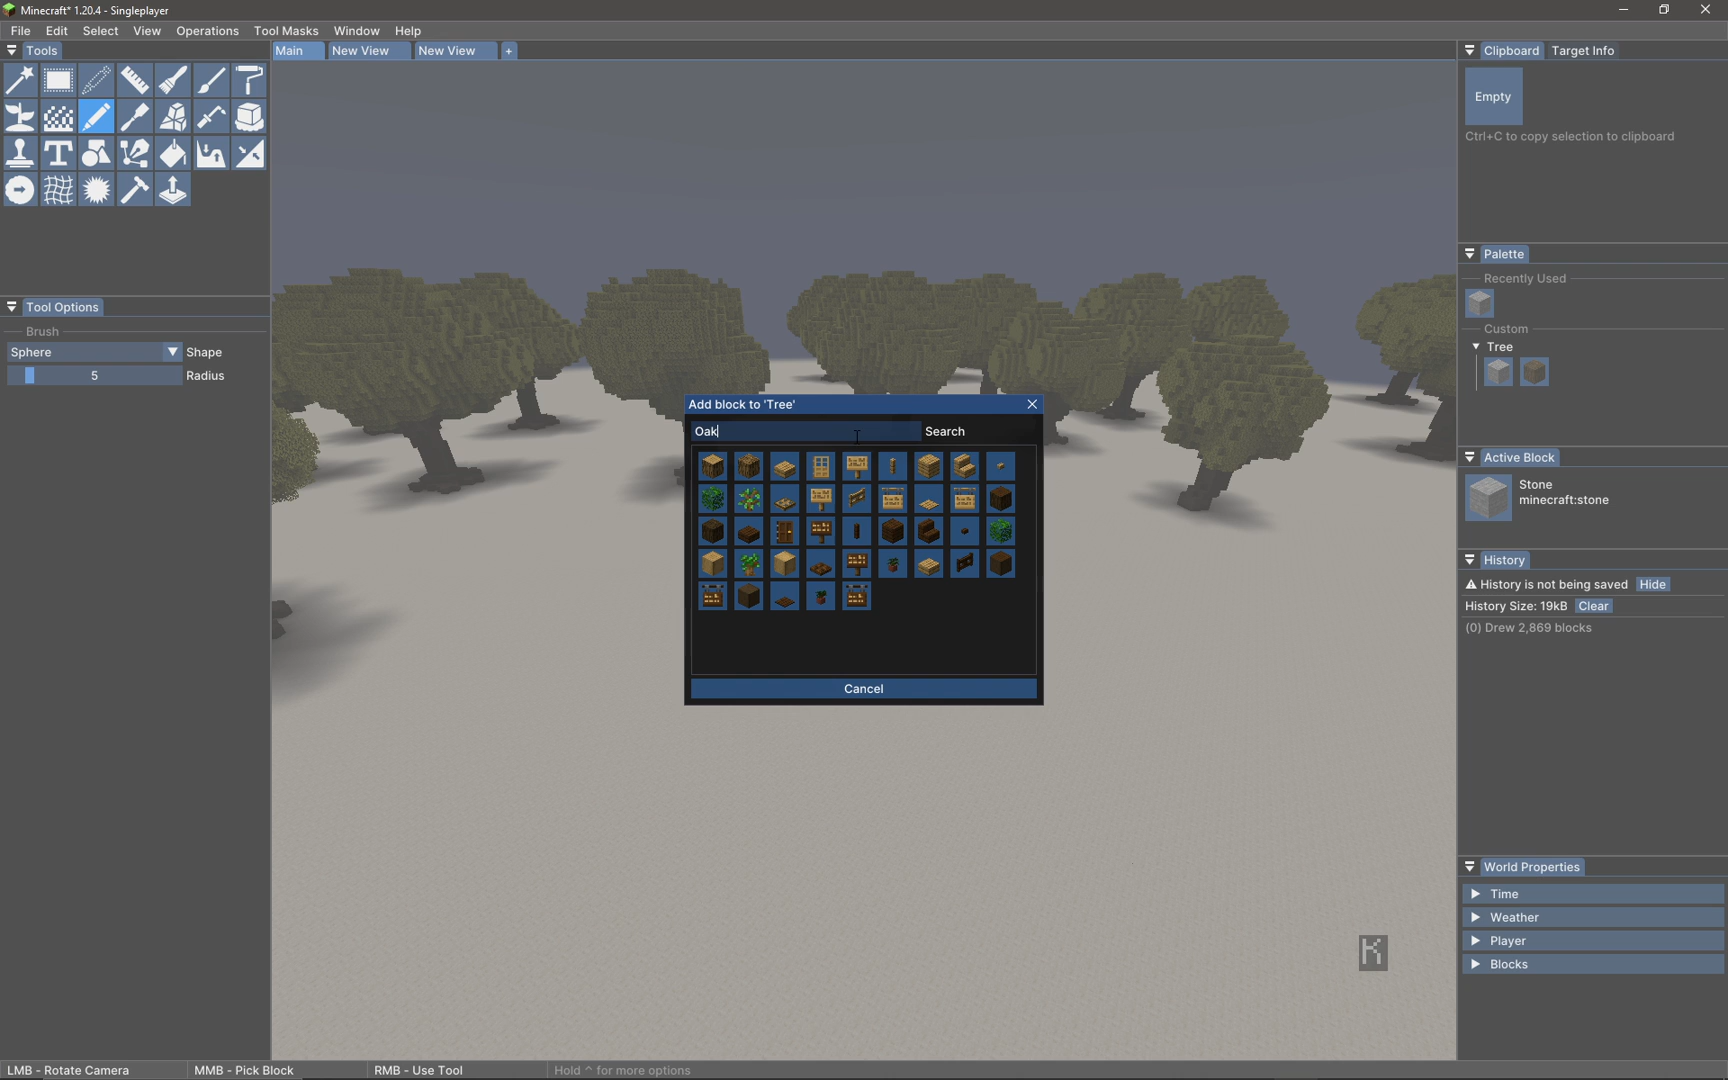 Minecraft* 1.20.4 - Singleplayer
File Edit Select View Operations Tool Masks Window Help
Tools
Main New View New View +
Clipboard Target Info
Empty
Ctrl+C to copy selection to clipboard
Palette
Recently Used
Custom
Tree
Tool Options
Brush
Sphere Shape
5 Radius
Add block to 'Tree'
Oak Search
Cancel
Active Block
Stone
minecraft:stone
History
History is not being saved Hide
History Size: 19kB Clear
(0) Drew 2,869 blocks
World Properties
Time
Weather
Player
Blocks
K
LMB - Rotate Camera MMB - Pick Block RMB - Use Tool Hold ^ for more options